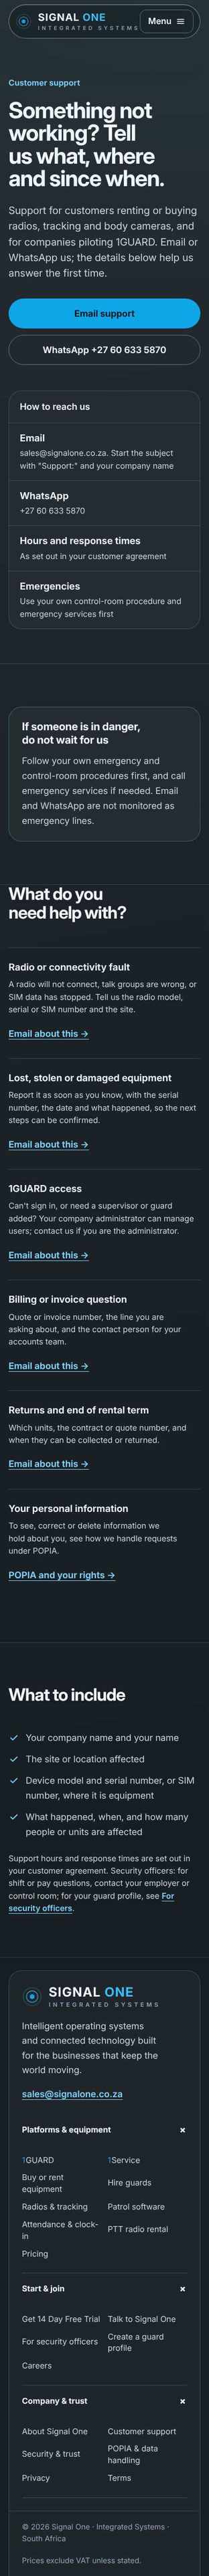 SIGNAL ONE
INTEGRATED SYSTEMS
Menu
Customer support
Something not
working? Tell
us what, where
and since when.
Support for customers renting or buying
radios, tracking and body cameras, and
for companies piloting 1GUARD. Email or
WhatsApp us; the details below help us
answer the first time.
Email support
WhatsApp +27 60 633 5870
How to reach us
Email
sales@signalone.co.za. Start the subject
with "Support:" and your company name
WhatsApp
+27 60 633 5870
Hours and response times
As set out in your customer agreement
Emergencies
Use your own control-room procedure and
emergency services first
If someone is in danger,
do not wait for us
Follow your own emergency and
control-room procedures first, and call
emergency services if needed. Email
and WhatsApp are not monitored as
emergency lines.
What do you
need help with?
Radio or connectivity fault
A radio will not connect, talk groups are wrong, or
SIM data has stopped. Tell us the radio model,
serial or SIM number and the site.
Email about this →
Lost, stolen or damaged equipment
Report it as soon as you know, with the serial
number, the date and what happened, so the next
steps can be confirmed.
Email about this →
1GUARD access
Can't sign in, or need a supervisor or guard
added? Your company administrator can manage
users; contact us if you are the administrator.
Email about this →
Billing or invoice question
Quote or invoice number, the line you are
asking about, and the contact person for your
accounts team.
Email about this →
Returns and end of rental term
Which units, the contract or quote number, and
when they can be collected or returned.
Email about this →
Your personal information
To see, correct or delete information we
hold about you, see how we handle requests
under POPIA.
POPIA and your rights →
What to include
Your company name and your name
The site or location affected
Device model and serial number, or SIM
number, where it is equipment
What happened, when, and how many
people or units are affected
Support hours and response times are set out in
your customer agreement. Security officers: for
shift or pay questions, contact your employer or
control room; for your guard profile, see For
security officers.
SIGNAL ONE
INTEGRATED SYSTEMS
Intelligent operating systems
and connected technology built
for the businesses that keep the
world moving.
sales@signalone.co.za
Platforms & equipment
1GUARD
1Service
Buy or rent
equipment
Hire guards
Radios & tracking
Patrol software
Attendance & clock-
in
PTT radio rental
Pricing
Start & join
Get 14 Day Free Trial
Talk to Signal One
For security officers
Create a guard
profile
Careers
Company & trust
About Signal One
Customer support
Security & trust
POPIA & data
handling
Privacy
Terms
© 2026 Signal One · Integrated Systems ·
South Africa
Prices exclude VAT unless stated.